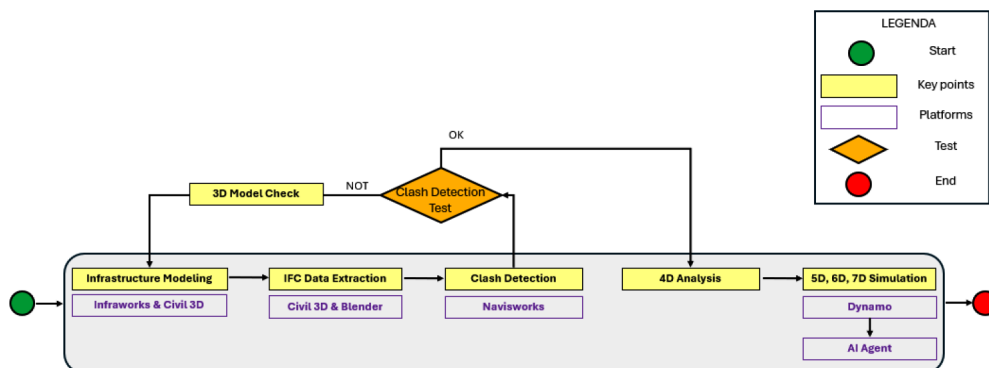 LEGENDA
Start
Key points
Platforms
Test
End
OK
NOT
3D Model Check
Clash Detection
Test
Infrastructure Modeling
IFC Data Extraction
Clash Detection
4D Analysis
5D, 6D, 7D Simulation
Infraworks & Civil 3D
Civil 3D & Blender
Navisworks
Dynamo
AI Agent